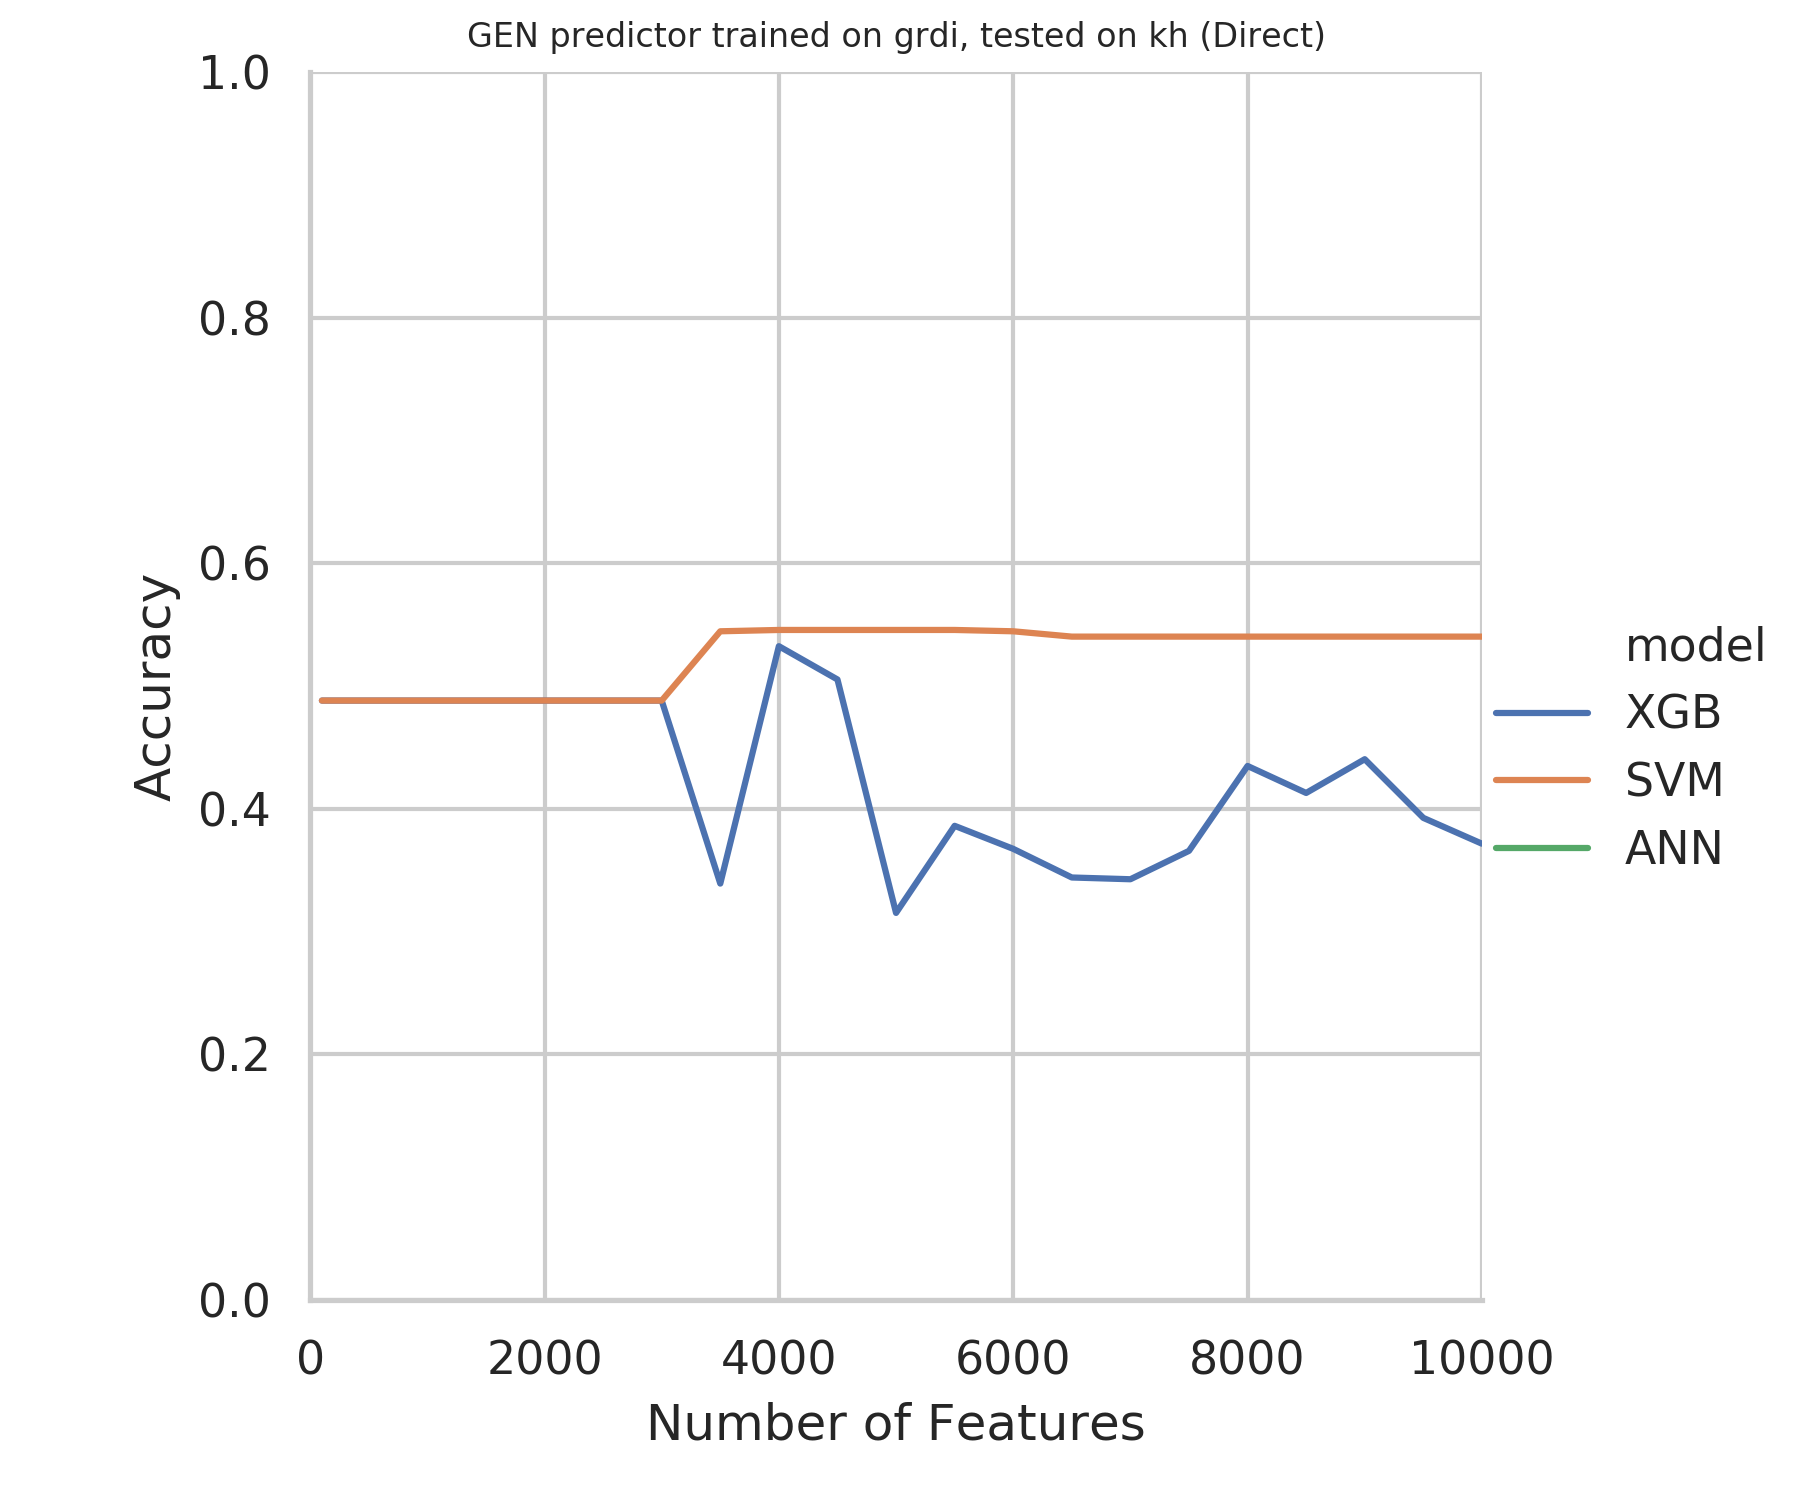 GEN predictor trained on grdi, tested on kh (Direct)
1.0
0.8
0.6
0.4
0.2
0.0
Accuracy
0 2000 4000 6000 8000 10000
Number of Features
model
XGB
SVM
ANN